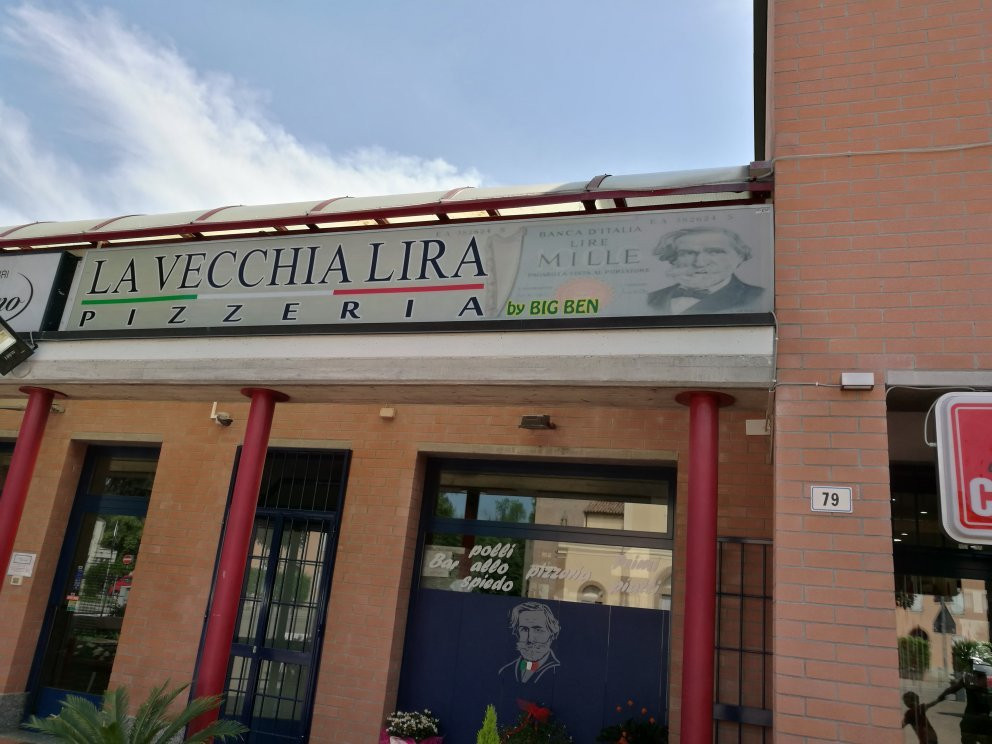 LA VECCHIA LIRA
PIZZERIA
by BIG BEN
BANCA D'ITALIA
LIRE
MILLE
79
polli
Bar allo
spiedo
pizzeria